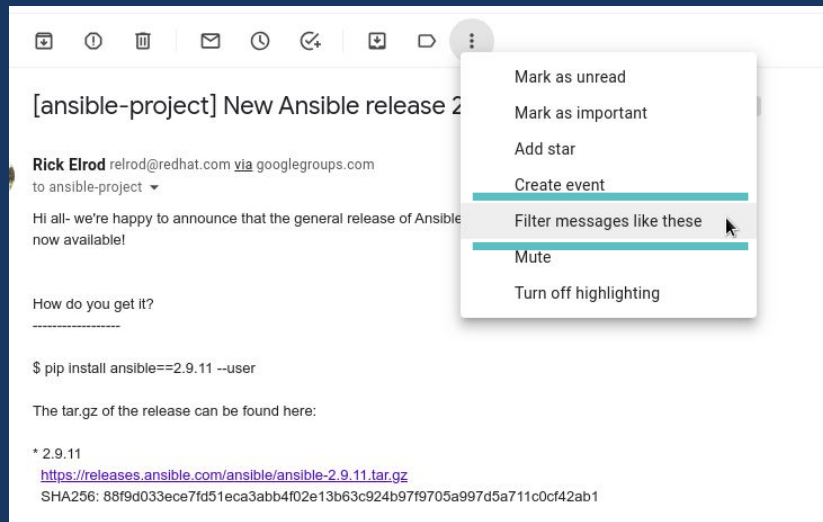 [ansible-project] New Ansible release 2
Rick Elrod relrod@redhat.com via googlegroups.com
to ansible-project
Hi all- we're happy to announce that the general release of Ansible
now available!
How do you get it?
------------------
$ pip install ansible==2.9.11 --user
The tar.gz of the release can be found here:
* 2.9.11
https://releases.ansible.com/ansible/ansible-2.9.11.tar.gz
SHA256: 88f9d033ece7fd51eca3abb4f02e13b63c924b97f9705a997d5a711c0cf42ab1
Mark as unread
Mark as important
Add star
Create event
Filter messages like these
Mute
Turn off highlighting